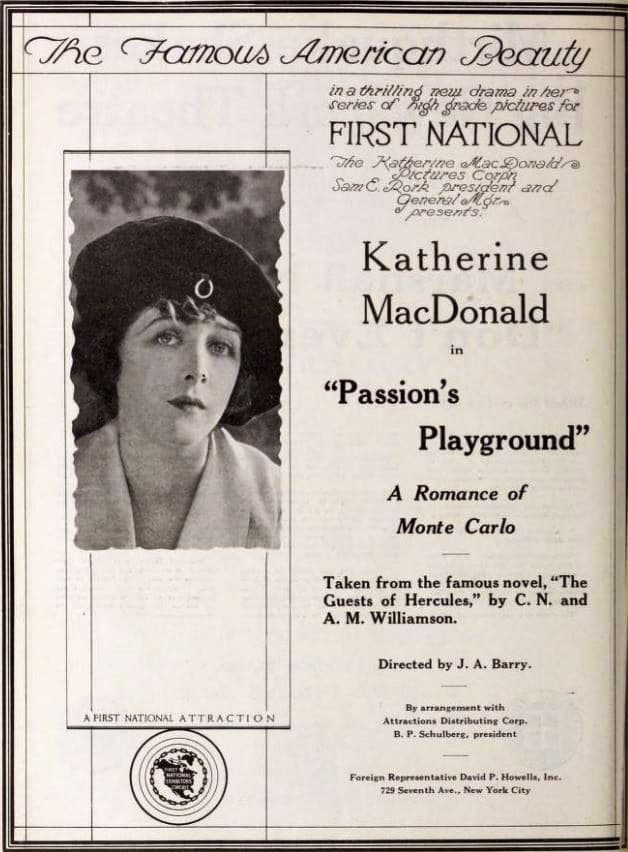 The Famous American Beauty
in a thrilling new drama in her
series of high grade pictures for
FIRST NATIONAL
The Katherine MacDonald
Pictures Corpn
Sam E. Rork president and
General Mgr.
presents:
Katherine
MacDonald
in
“Passion's
Playground”
A Romance of
Monte Carlo
Taken from the famous novel, “The
Guests of Hercules,” by C. N. and
A. M. Williamson.
Directed by J. A. Barry.
By arrangement with
Attractions Distributing Corp.
B. P. Schulberg, president
Foreign Representative David P. Howells, Inc.
729 Seventh Ave., New York City
A FIRST NATIONAL ATTRACTION
FIRST
NATIONAL
EXHIBITORS
CIRCUIT